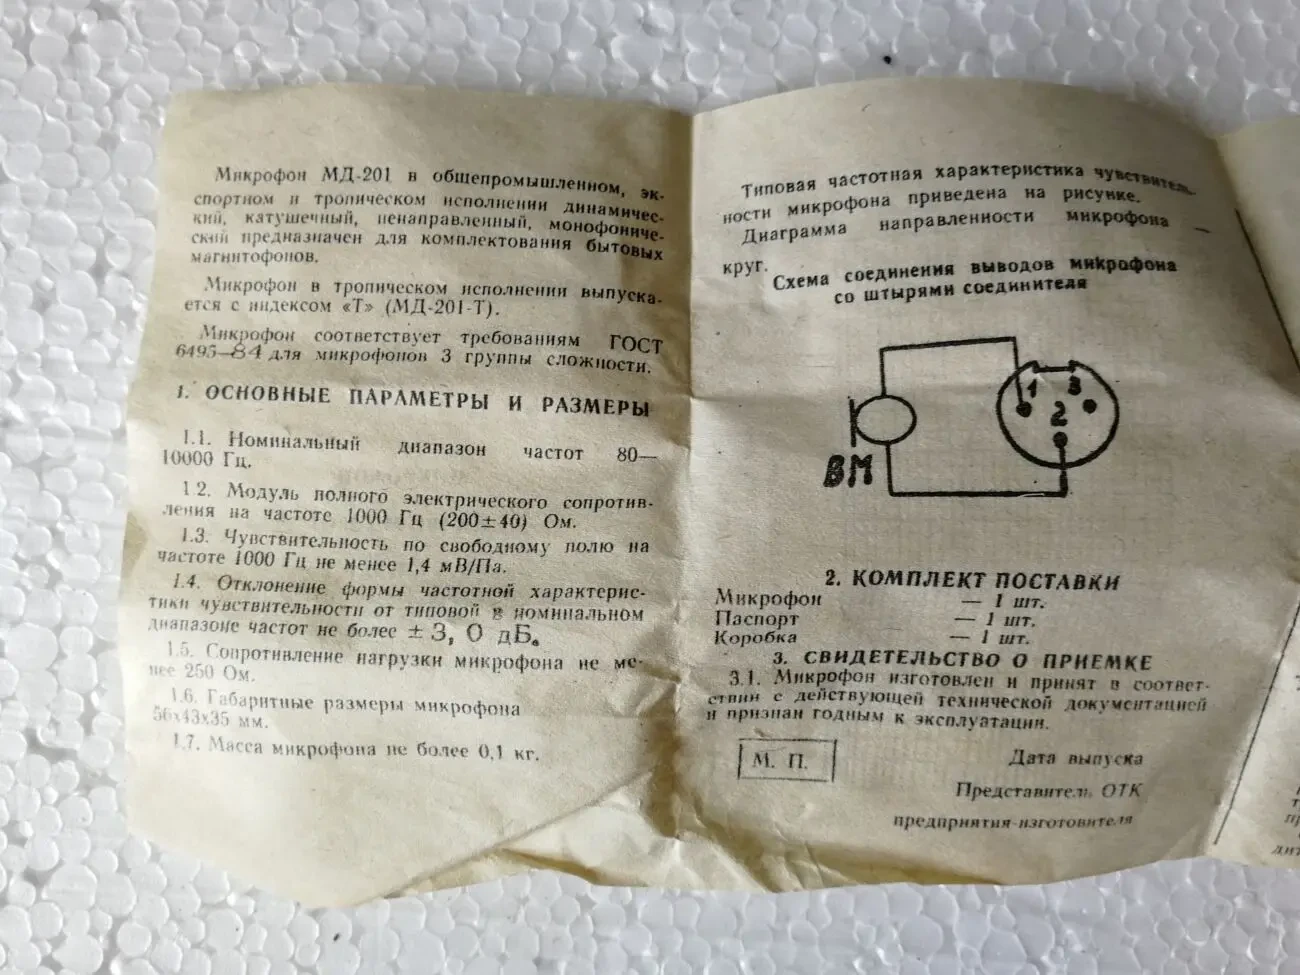 Микрофон МД-201 в общепромышленном, эк-
спортном и тропическом исполнении динамичес-
кий, катушечный, ненаправленный, монофониче-
ский предназначен для комплектования бытовых
магнитофонов.
Микрофон в тропическом исполнении выпуска-
ется с индексом «Т» (МД-201-Т).
Микрофон соответствует требованиям ГОСТ
6495—84 для микрофонов 3 группы сложности.
1. ОСНОВНЫЕ ПАРАМЕТРЫ И РАЗМЕРЫ
1.1. Номинальный диапазон частот 80—
10000 Гц.
1.2. Модуль полного электрического сопротив-
ления на частоте 1000 Гц (200±40) Ом.
1.3. Чувствительность по свободному полю на
частоте 1000 Гц не менее 1,4 мВ/Па.
1.4. Отклонение формы частотной характерис-
тики чувствительности от типовой в номинальном
диапазоне частот не более ± 3, 0 дБ.
1.5. Сопротивление нагрузки микрофона не ме-
нее 250 Ом.
1.6. Габаритные размеры микрофона
56х43х35 мм.
1.7. Масса микрофона не более 0,1 кг.
Типовая частотная характеристика чувствитель-
ности микрофона приведена на рисунке.
Диаграмма направленности микрофона —
круг.
Схема соединения выводов микрофона
со штырями соединителя
1 3
2
ВМ
2. КОМПЛЕКТ ПОСТАВКИ
Микрофон — 1 шт.
Паспорт — 1 шт.
Коробка — 1 шт.
3. СВИДЕТЕЛЬСТВО О ПРИЕМКЕ
3.1. Микрофон изготовлен и принят в соответ-
ствии с действующей технической документацией
и признан годным к эксплуатации.
М. П.
Дата выпуска
Представитель ОТК
предприятия-изготовителя